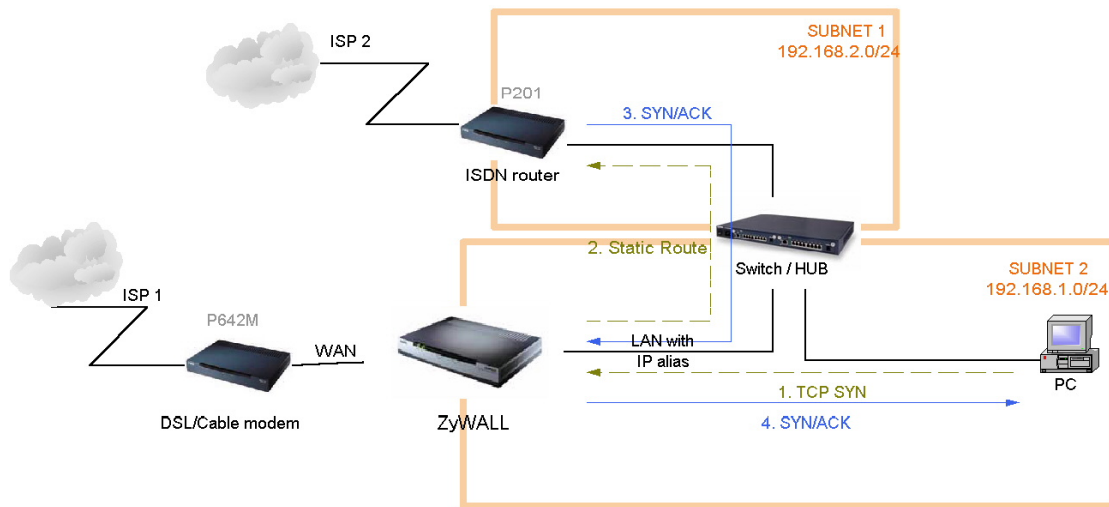 SUBNET 1
192.168.2.0/24
ISP 2
P201
3. SYN/ACK
ISDN router
2. Static Route
Switch / HUB
SUBNET 2
192.168.1.0/24
ISP 1
P642M
WAN
LAN with
IP alias
PC
1. TCP SYN
DSL/Cable modem
ZyWALL
4. SYN/ACK